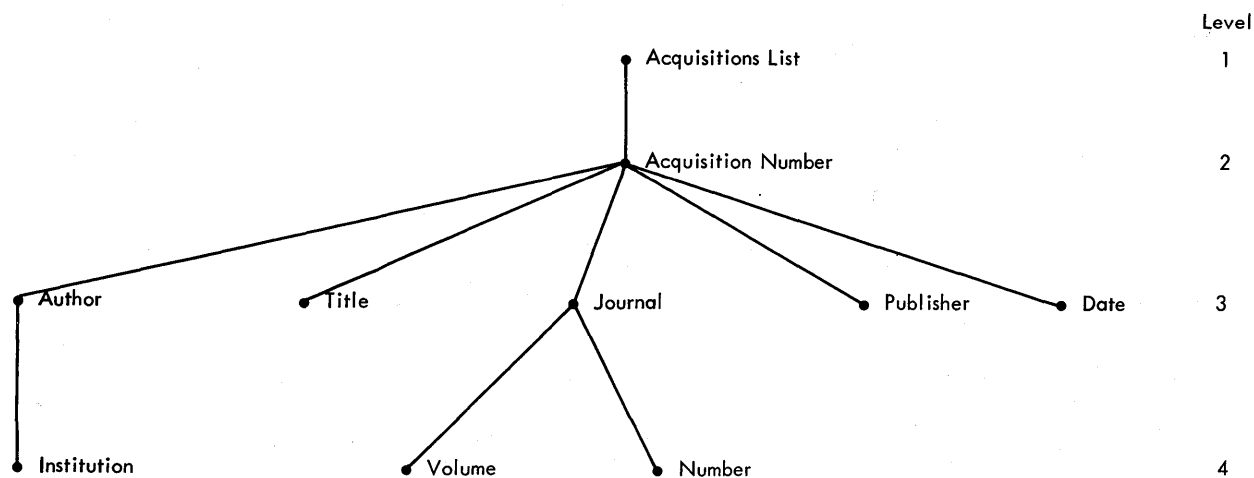 Level
Acquisitions List 1
Acquisition Number 2
Author Title Journal Publisher Date 3
Institution Volume Number 4